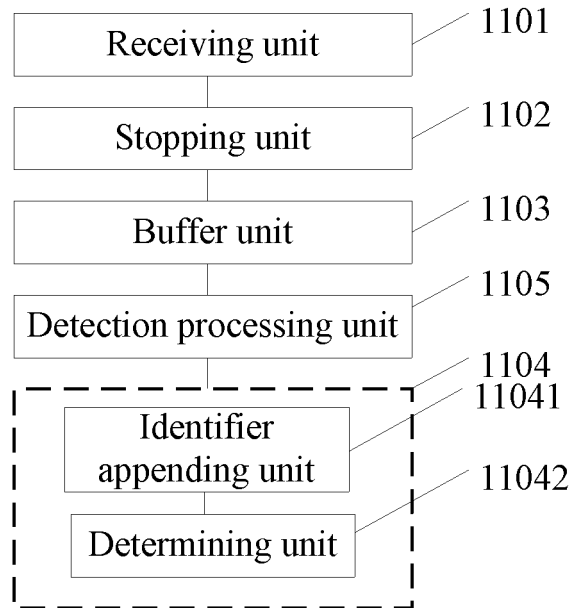 Receiving unit
1101
Stopping unit
1102
Buffer unit
1103
Detection processing unit
1105
1104
Identifier
appending unit
11041
Determining unit
11042